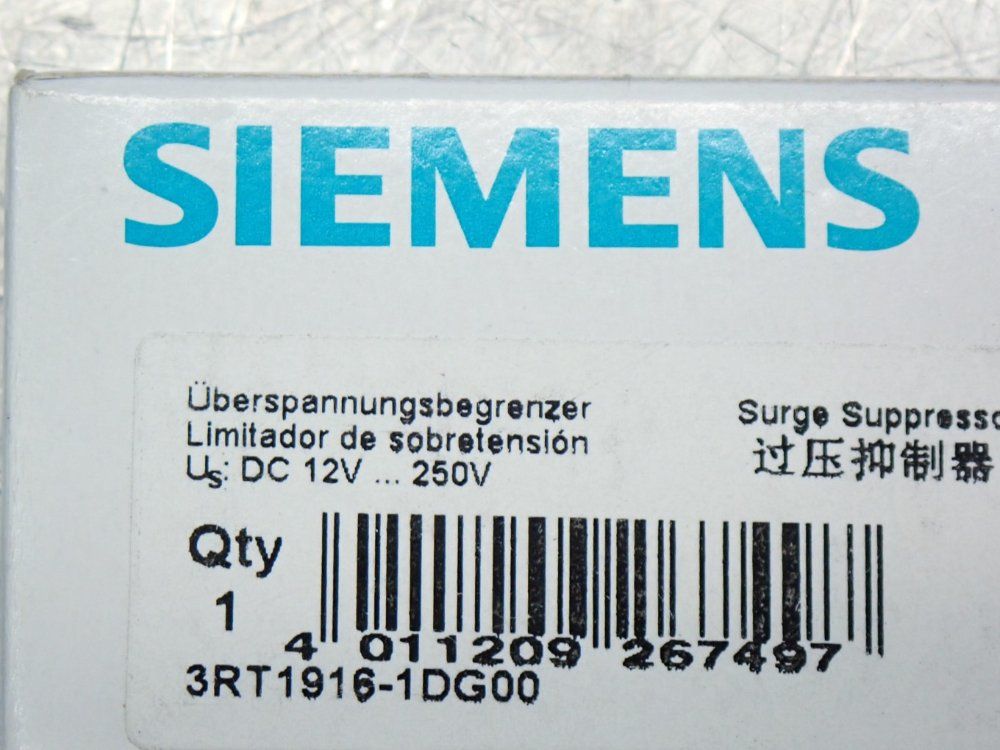 SIEMENS
Überspannungsbegrenzer
Limitador de sobretensión
Us: DC 12V ... 250V
Surge Suppresso
过压抑制器
Qty
1
4 011209 267497
3RT1916-1DG00